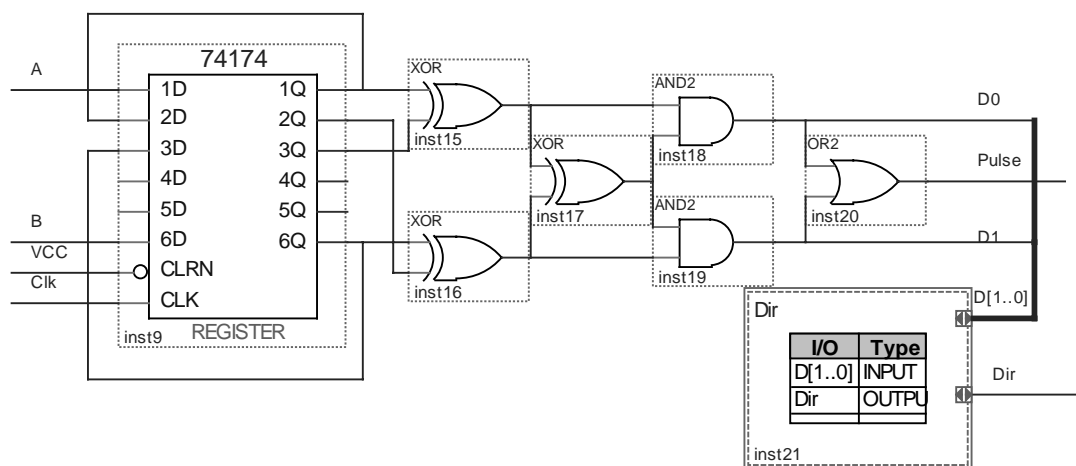 A
B
VCC
Clk
74174
1D
2D
3D
4D
5D
6D
CLRN
CLK
1Q
2Q
3Q
4Q
5Q
6Q
REGISTER
inst9
XOR
inst15
XOR
inst16
XOR
inst17
AND2
inst18
AND2
inst19
OR2
inst20
D0
Pulse
D1
D[1..0]
Dir
I/O Type
D[1..0] INPUT
Dir OUTPU
inst21
Dir